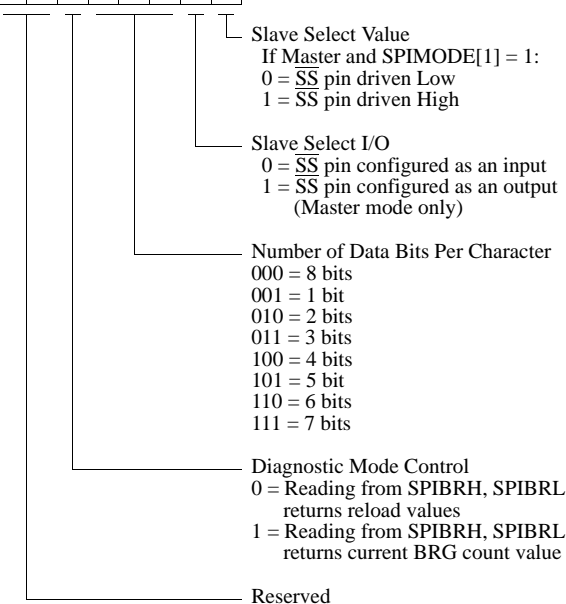 Slave Select Value
If Master and SPIMODE[1] = 1:
0 = SS pin driven Low
1 = SS pin driven High
Slave Select I/O
0 = SS pin configured as an input
1 = SS pin configured as an output
(Master mode only)
Number of Data Bits Per Character
000 = 8 bits
001 = 1 bit
010 = 2 bits
011 = 3 bits
100 = 4 bits
101 = 5 bit
110 = 6 bits
111 = 7 bits
Diagnostic Mode Control
0 = Reading from SPIBRH, SPIBRL
returns reload values
1 = Reading from SPIBRH, SPIBRL
returns current BRG count value
Reserved